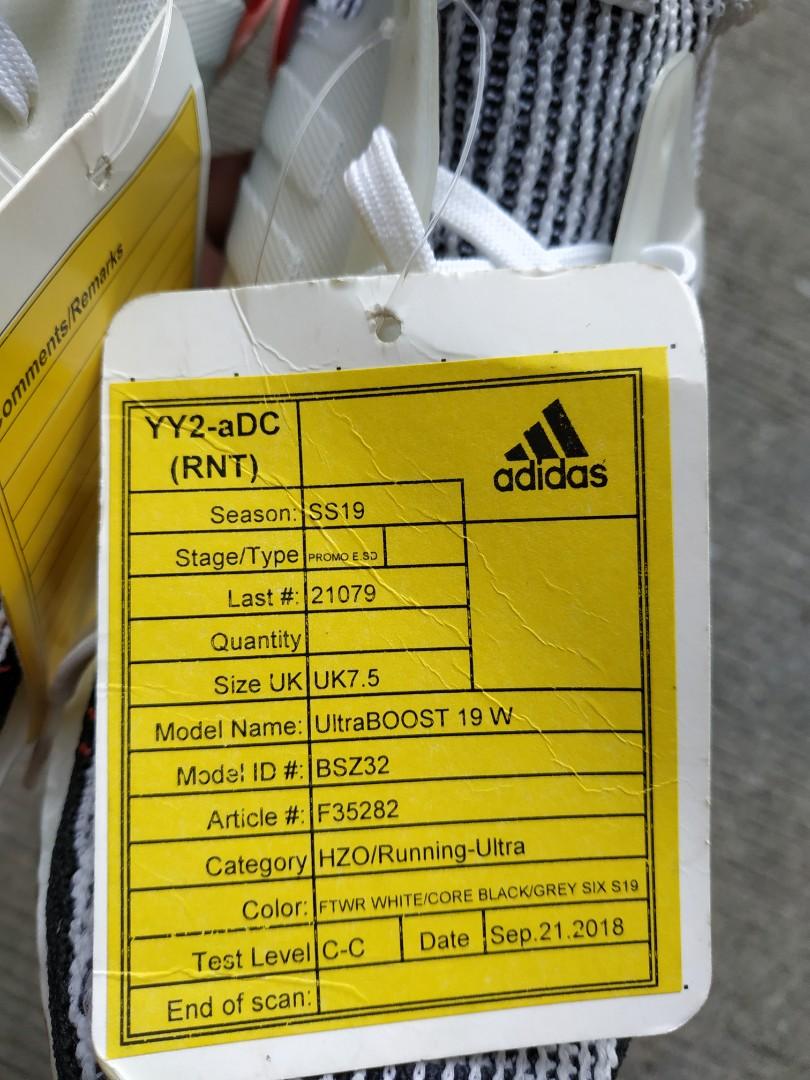 Comments/Remarks
YY2-aDC
(RNT)
adidas
Season: SS19
Stage/Type PROMO E.SD
Last #: 21079
Quantity
Size UK UK7.5
Model Name: UltraBOOST 19 W
Model ID #: BSZ32
Article #: F35282
Category HZO/Running-Ultra
Color: FTWR WHITE/CORE BLACK/GREY SIX S19
Test Level C-C Date Sep.21.2018
End of scan: